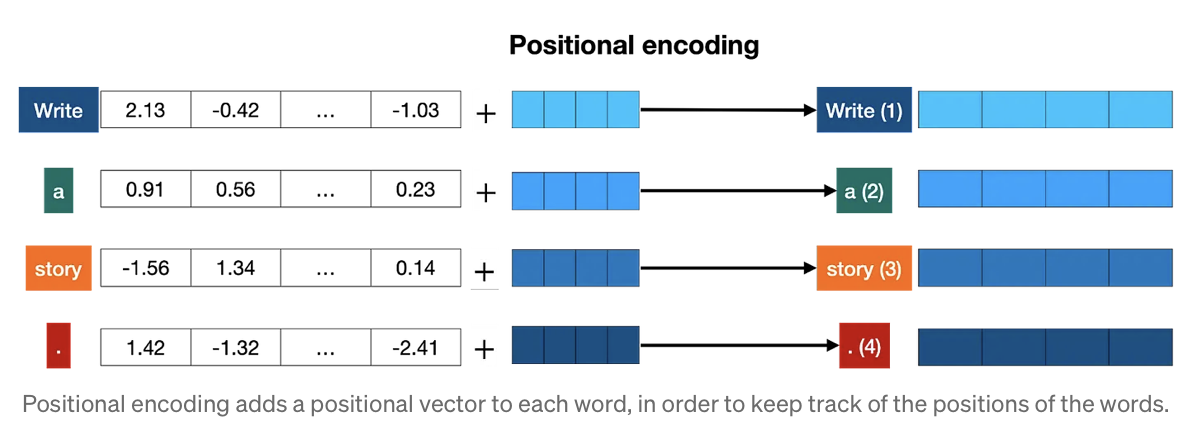 Positional encoding
Write 2.13 -0.42 ... -1.03 + Write (1)
a 0.91 0.56 ... 0.23 + a (2)
story -1.56 1.34 ... 0.14 + story (3)
. 1.42 -1.32 ... -2.41 + . (4)
Positional encoding adds a positional vector to each word, in order to keep track of the positions of the words.